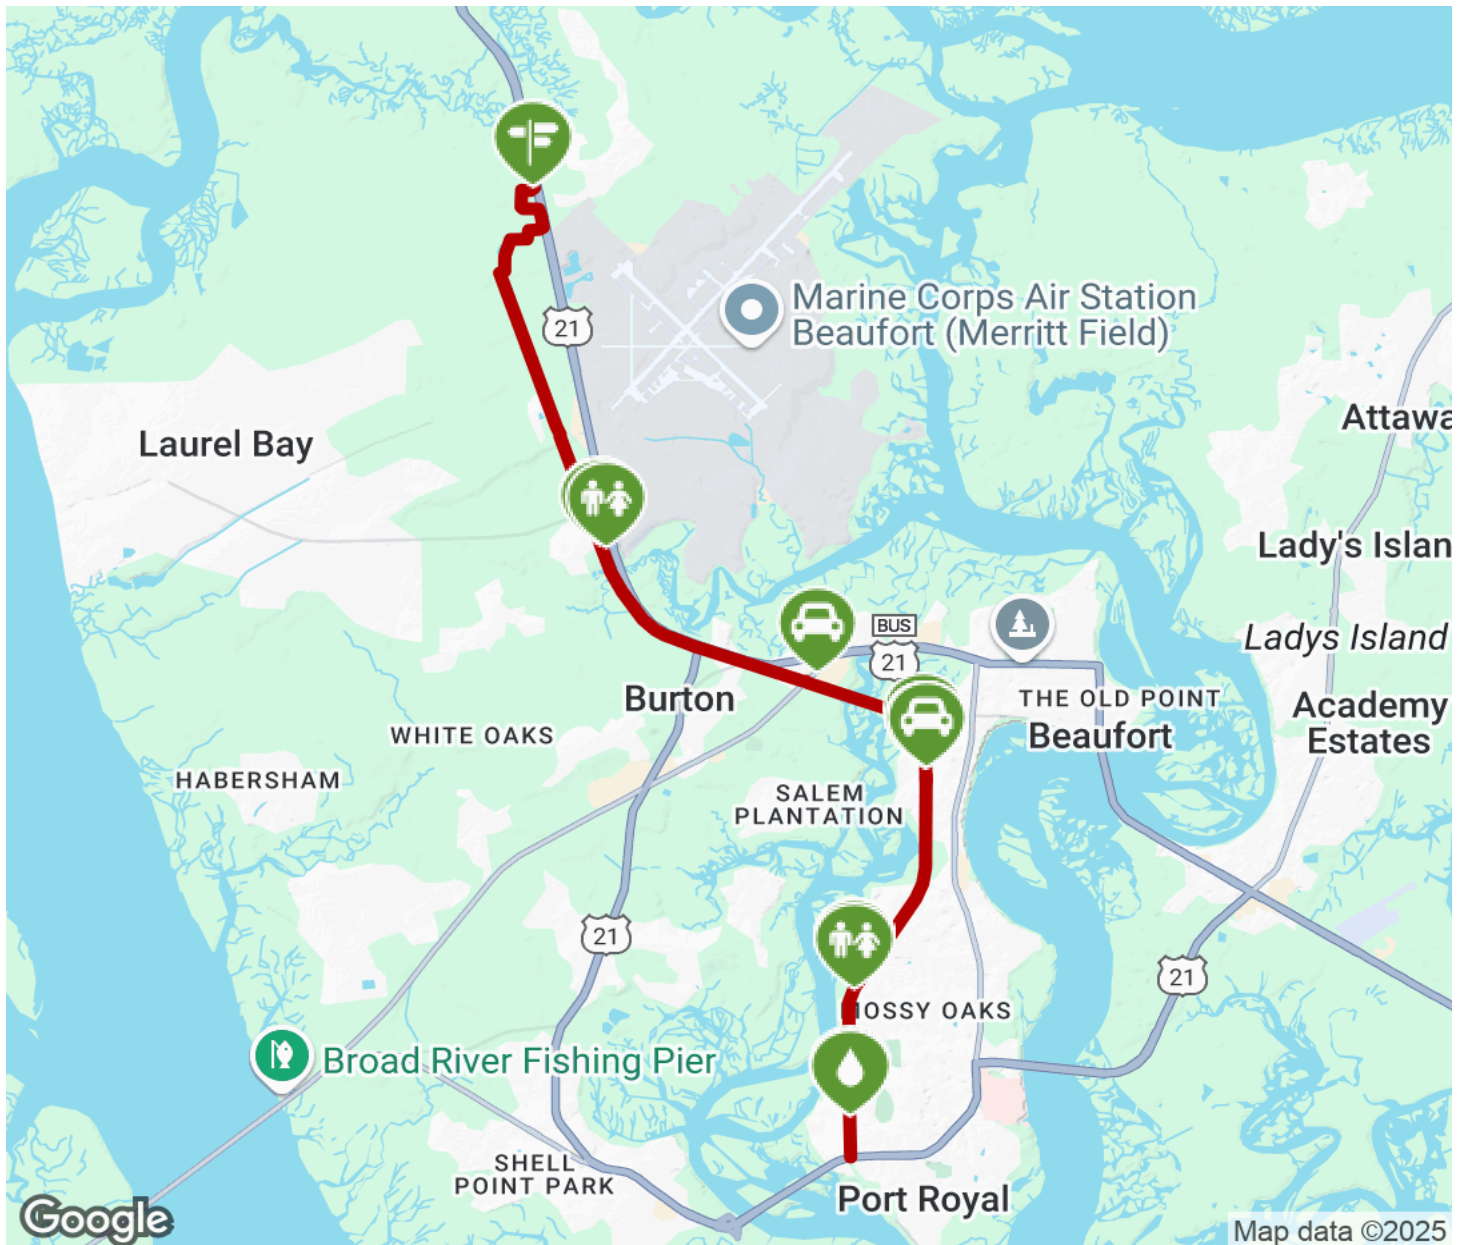 21
Marine Corps Air Station
Beaufort (Merritt Field)
Attawa
Laurel Bay
Lady's Islan
BUS
21
Ladys Island
Burton
THE OLD POINT
Beaufort
Academy
Estates
WHITE OAKS
HABERSHAM
SALEM
PLANTATION
21
21
MOSSY OAKS
Broad River Fishing Pier
SHELL
POINT PARK
Port Royal
Google
Map data ©2025